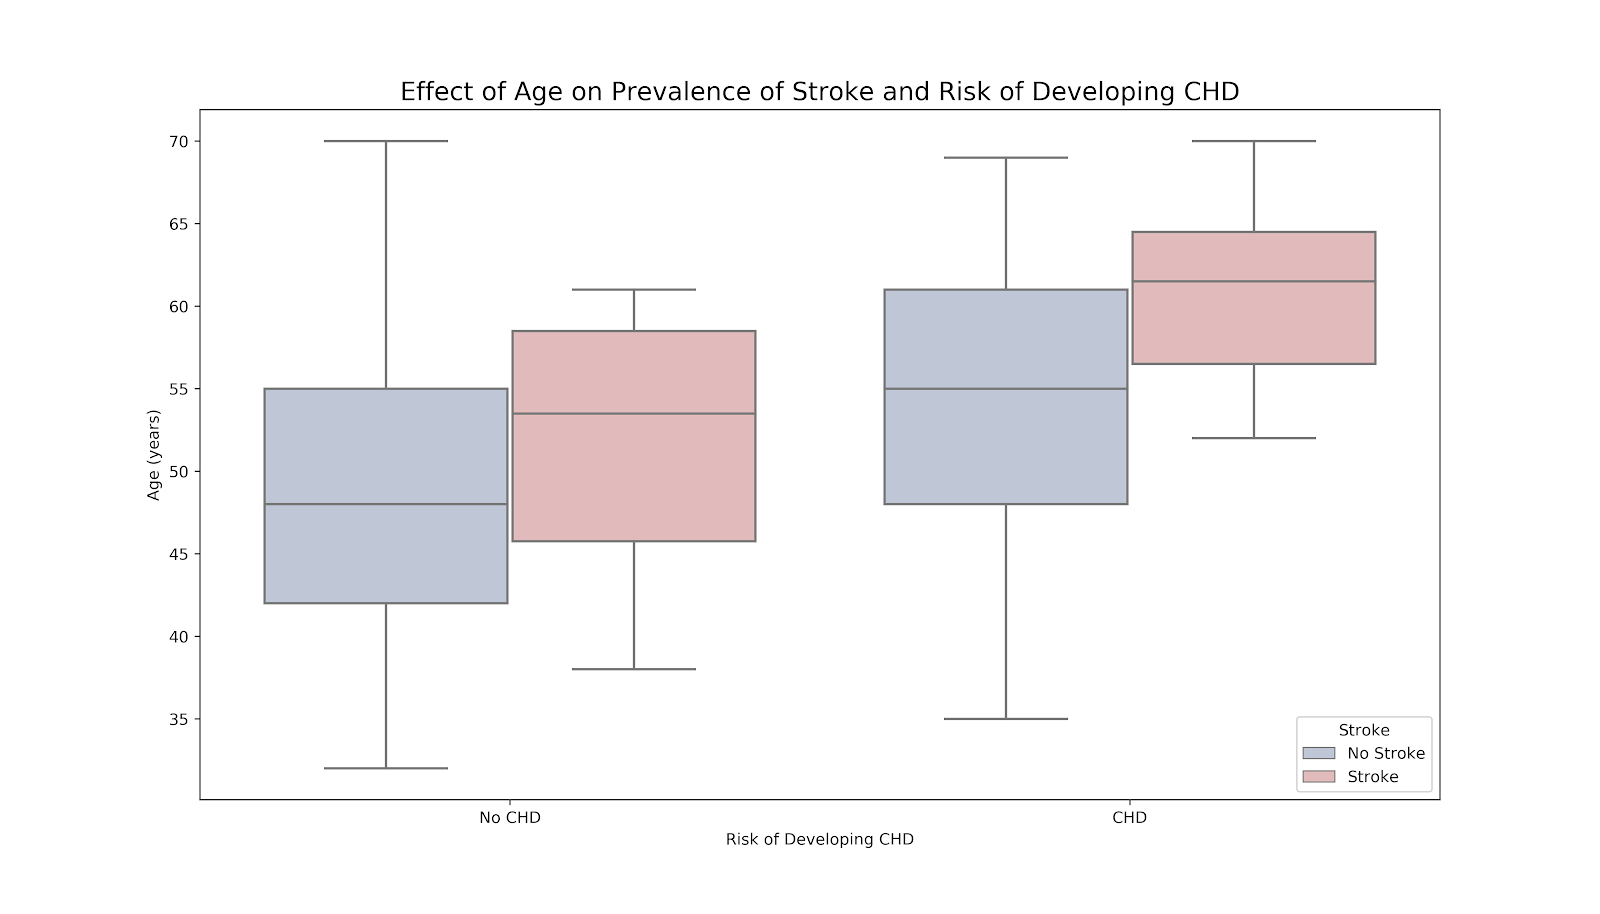 Effect of Age on Prevalence of Stroke and Risk of Developing CHD
70
65
60
55
50
45
40
35
Age (years)
No CHD
CHD
Risk of Developing CHD
Stroke
No Stroke
Stroke